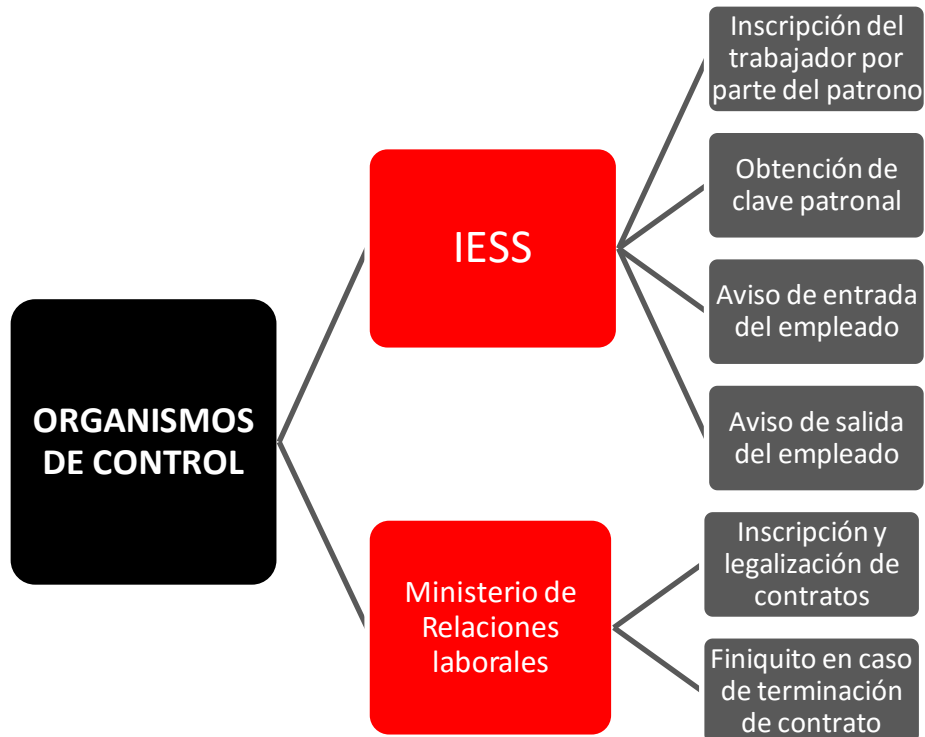 ORGANISMOS
DE CONTROL
IESS
Inscripción del
trabajador por
parte del patrono
Obtención de
clave patronal
Aviso de entrada
del empleado
Aviso de salida
del empleado
Ministerio de
Relaciones
laborales
Inscripción y
legalización de
contratos
Finiquito en caso
de terminación
de contrato